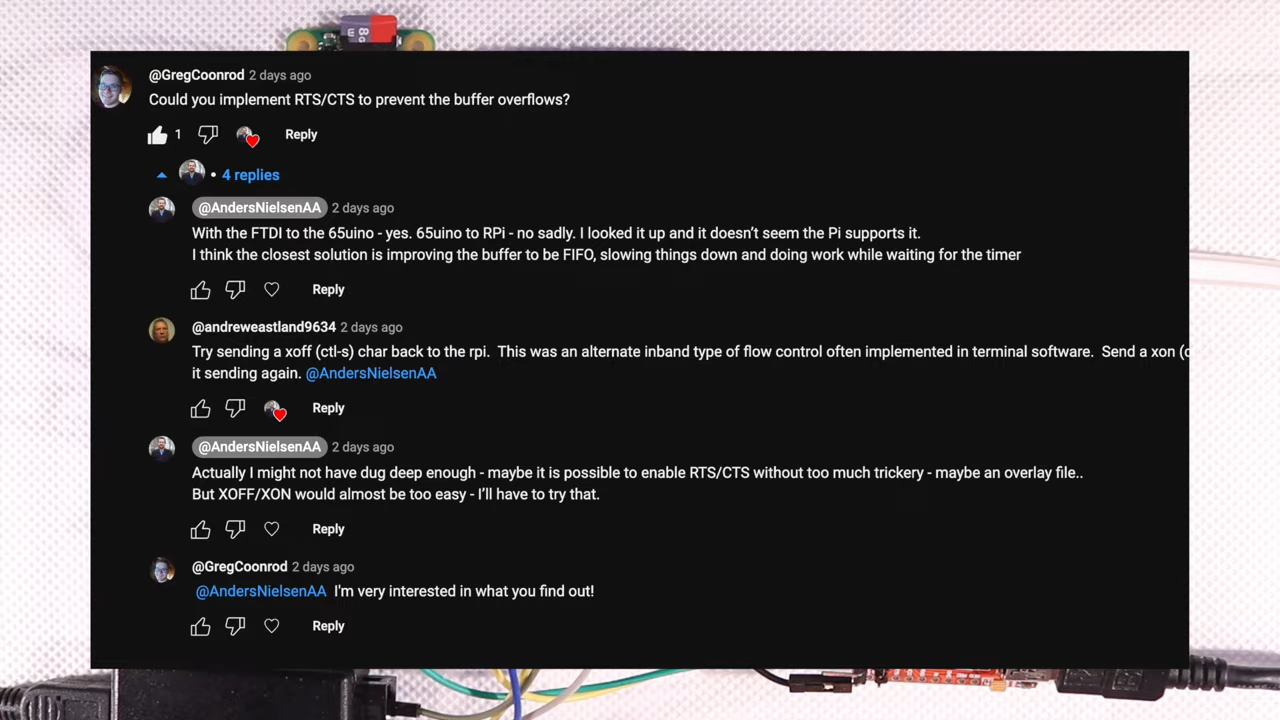 8G
@GregCoonrod 2 days ago
Could you implement RTS/CTS to prevent the buffer overflows?
1 Reply
4 replies
@AndersNielsenAA 2 days ago
With the FTDI to the 65uino - yes. 65uino to RPi - no sadly. I looked it up and it doesn’t seem the Pi supports it.
I think the closest solution is improving the buffer to be FIFO, slowing things down and doing work while waiting for the timer
Reply
@andreweastland9634 2 days ago
Try sending a xoff (ctl-s) char back to the rpi. This was an alternate inband type of flow control often implemented in terminal software. Send a xon (
it sending again. @AndersNielsenAA
Reply
@AndersNielsenAA 2 days ago
Actually I might not have dug deep enough - maybe it is possible to enable RTS/CTS without too much trickery - maybe an overlay file..
But XOFF/XON would almost be too easy - I’ll have to try that.
Reply
@GregCoonrod 2 days ago
@AndersNielsenAA I'm very interested in what you find out!
Reply